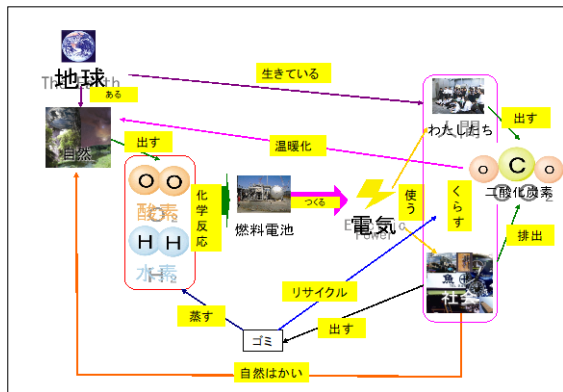 地球
The Earth
ある
生きている
自然
出す
温暖化
わたしたち
人間
出す
O O
酸素
O₂
H H
水素
H₂
化学反応
燃料電池
つくる
電気
Electric
Power
使う
くらす
O C O
二酸化炭素
CO₂
排出
社会
リサイクル
蒸す
ゴミ
出す
自然はかい